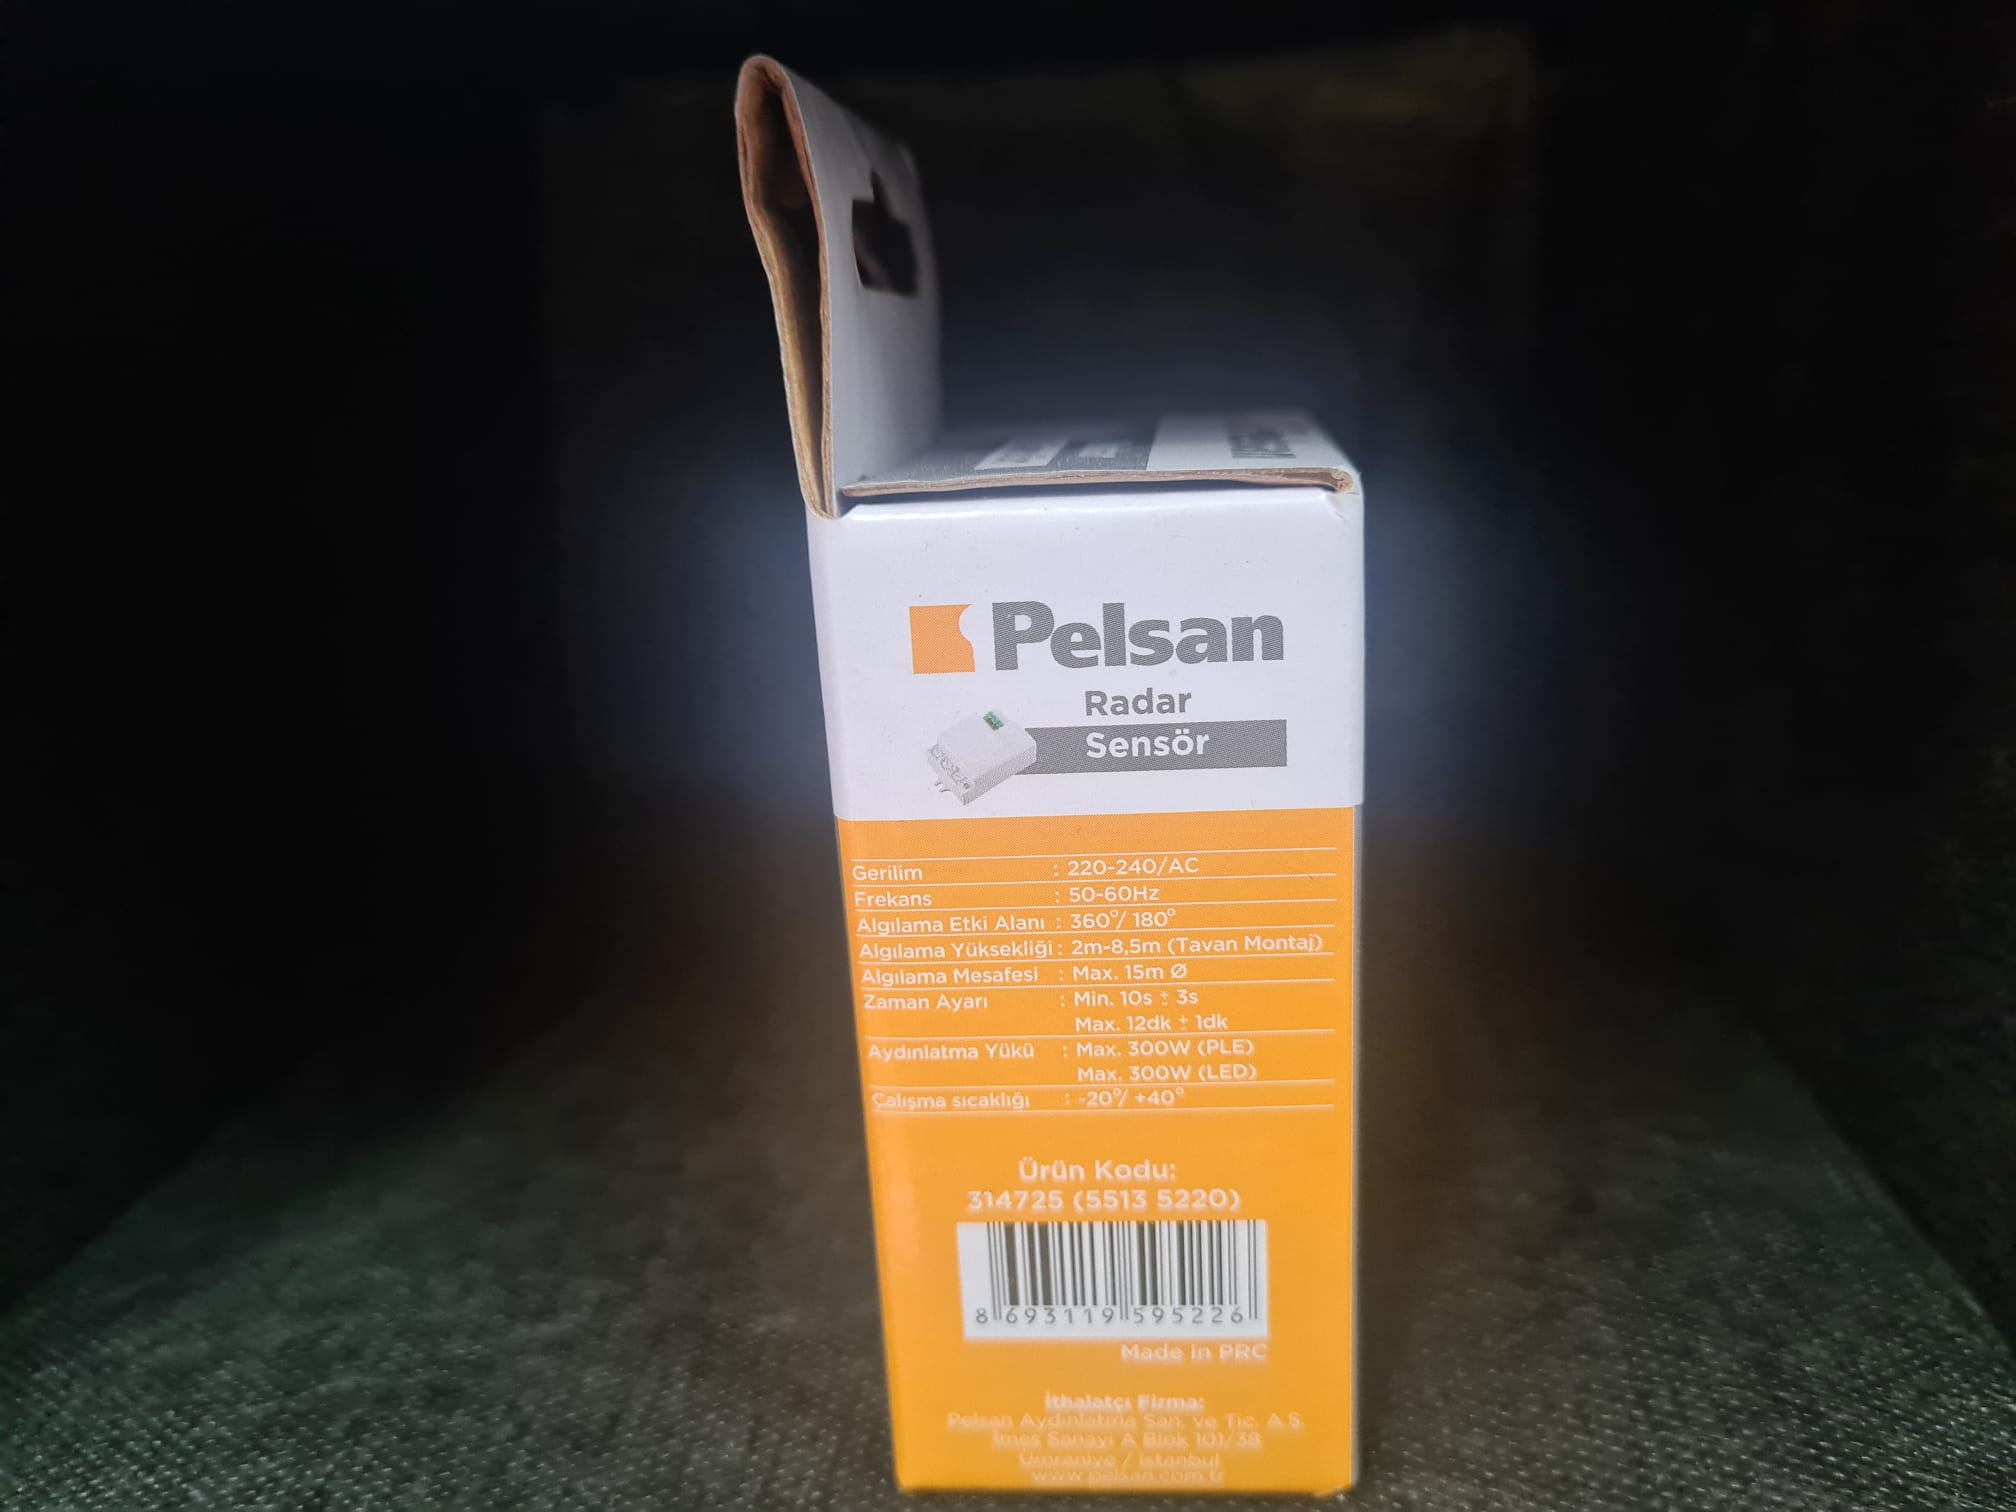 Pelsan
Radar
Sensör
Gerilim : 220-240/AC
Frekans : 50-60Hz
Algılama Etki Alanı : 360°/ 180°
Algılama Yüksekliği : 2m-8,5m (Tavan Montaj)
Algılama Mesafesi : Max. 15m Ø
Zaman Ayarı : Min. 10s ± 3s
Max. 12dk ± 1dk
Aydınlatma Yükü : Max. 300W (PLE)
Max. 300W (LED)
Çalışma sıcaklığı : -20°/ +40°
Ürün Kodu:
314725 (5513 5220)
8 693119 595226
Made in PRC
İthalatçı Firma:
Pelsan Aydınlatma San. ve Tic. A.Ş.
İmes Sanayi A Blok 101/38
Ümraniye / İstanbul
www.pelsan.com.tr